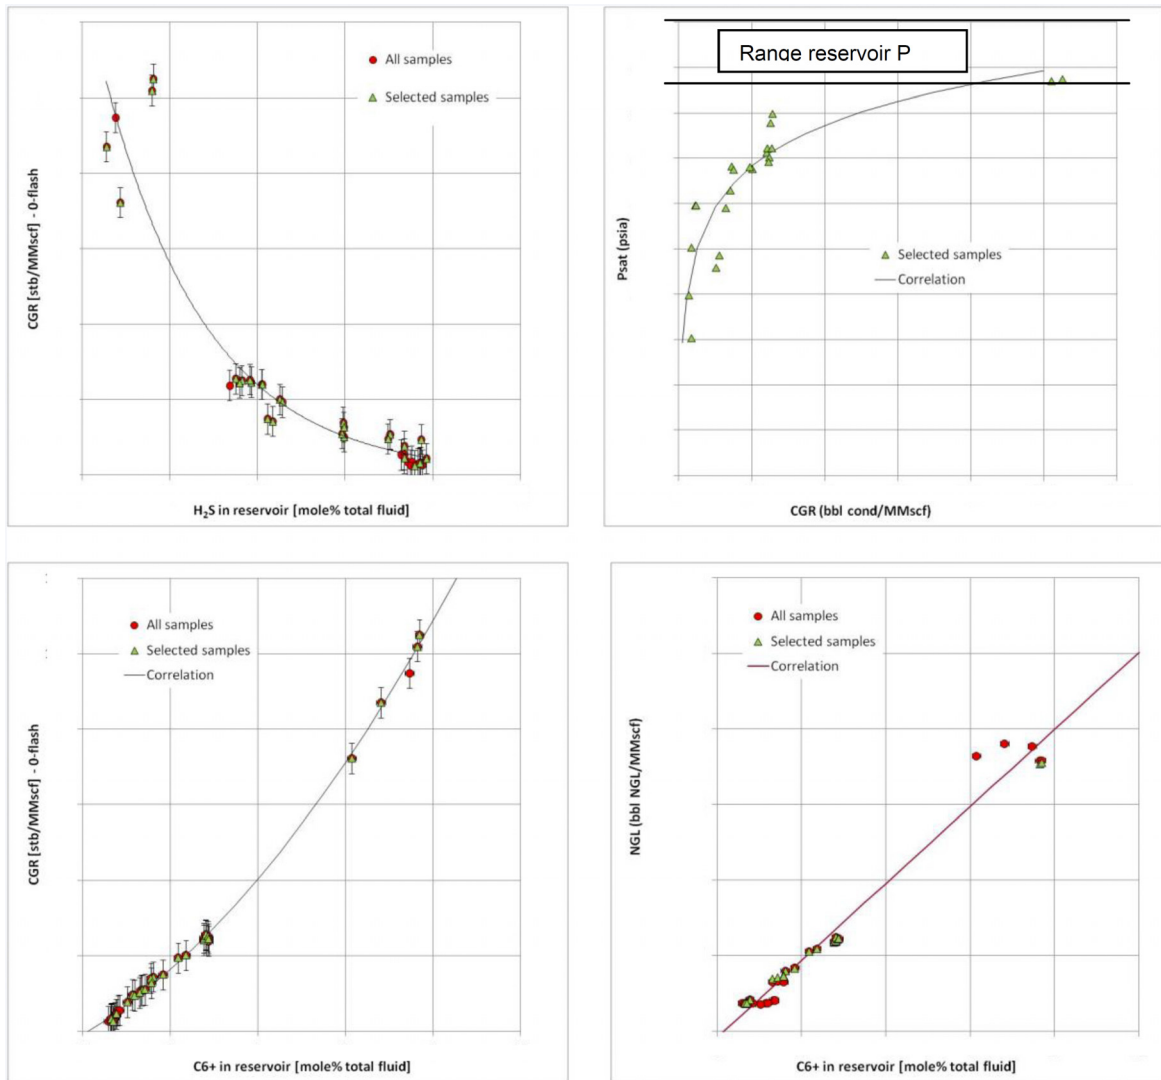 All samples
Selected samples
CGR [stb/MMscf] - 0-flash
H₂S in reservoir [mole% total fluid]
Range reservoir P
Psat (psia)
Selected samples
Correlation
CGR (bbl cond/MMscf)
All samples
Selected samples
Correlation
CGR [stb/MMscf] - 0-flash
C6+ in reservoir [mole% total fluid]
All samples
Selected samples
Correlation
NGL (bbl NGL/MMscf)
C6+ in reservoir [mole% total fluid]